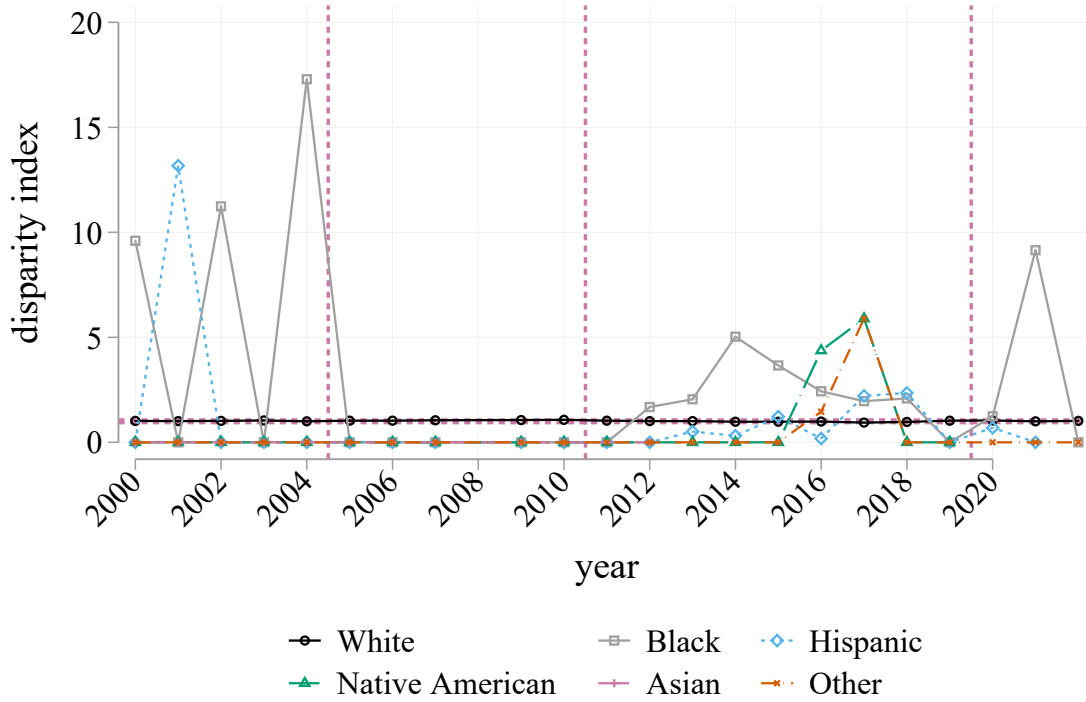 20
15
10
5
0
disparity index
2000 2002 2004 2006 2008 2010 2012 2014 2016 2018 2020
year
White Black Hispanic
Native American Asian Other